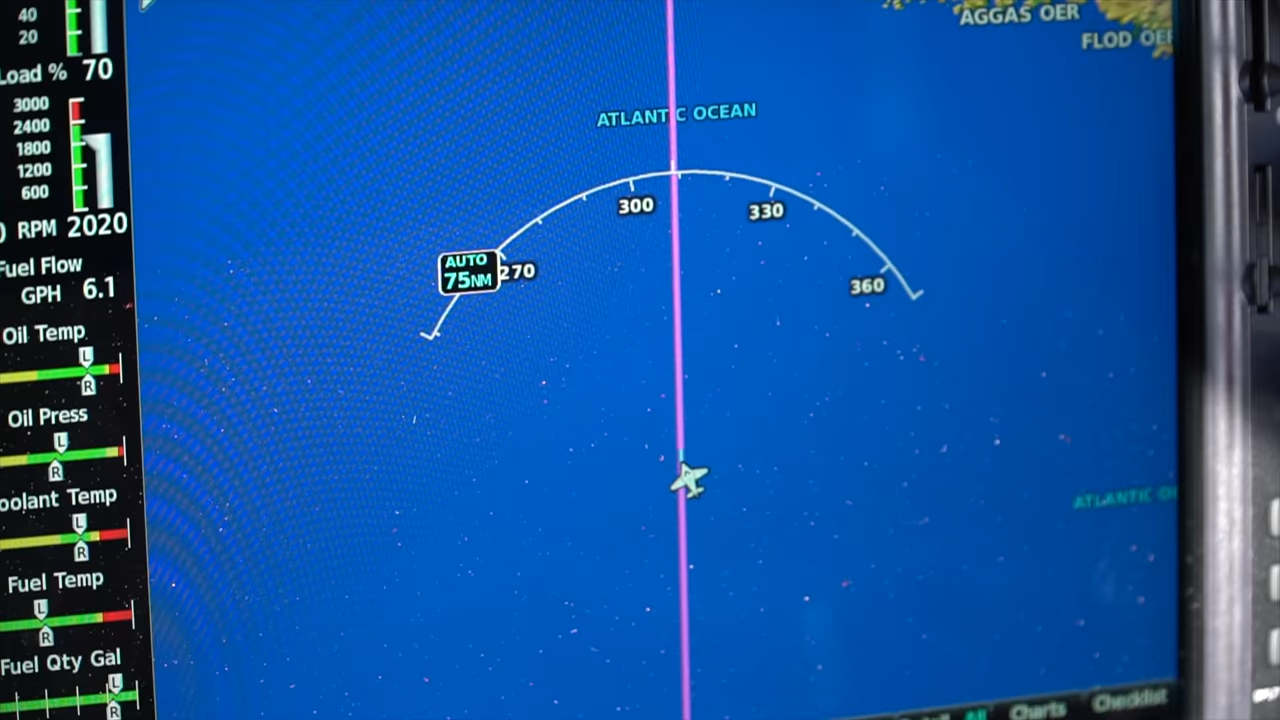 40
20
Load % 70
3000
2400
1800
1200
600
RPM 2020
Fuel Flow
GPH 6.1
Oil Temp
L
R
Oil Press
L
R
oolant Temp
L
R
Fuel Temp
L
R
Fuel Qty Gal
L
R
AGGAS OER
FLOD OER
ATLANTIC OCEAN
300
330
AUTO
75NM
270
360
ATLANTIC O
All Charts Checklist